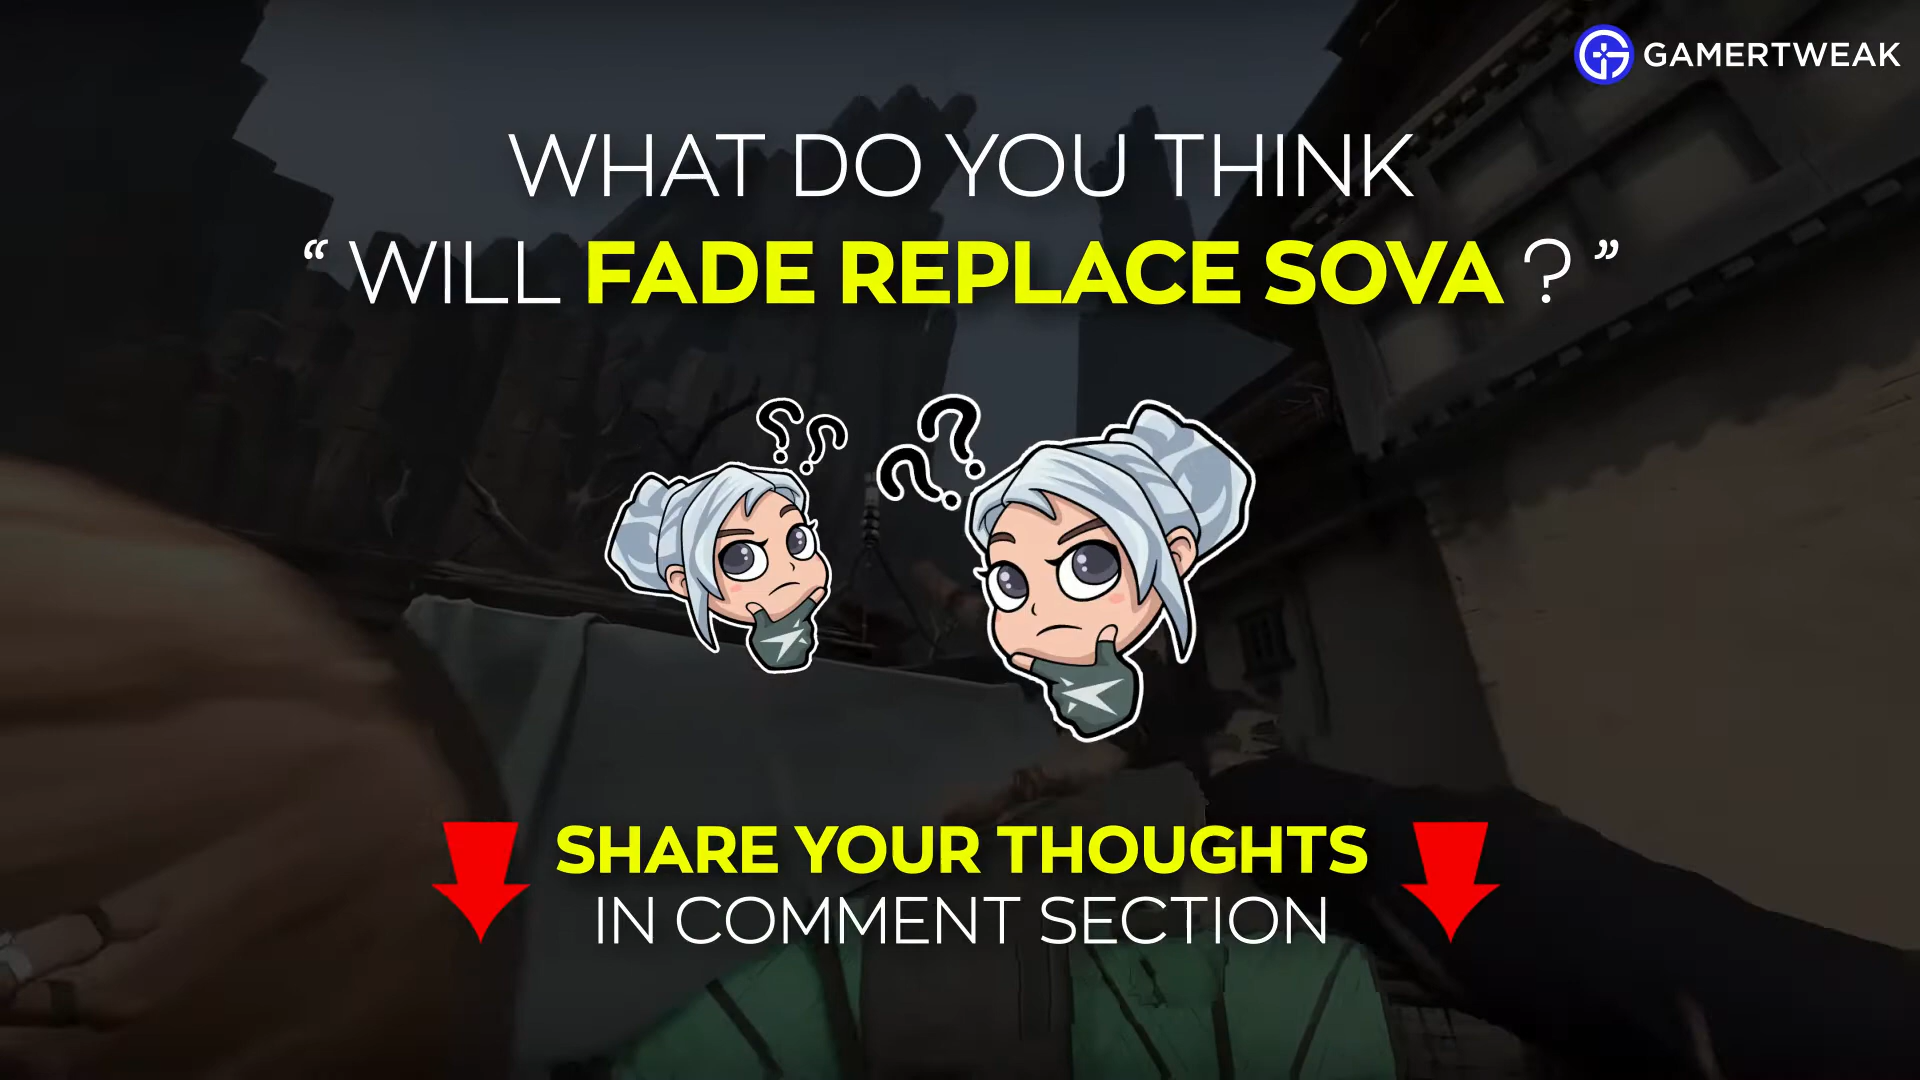 GAMERTWEAK
WHAT DO YOU THINK
“ WILL FADE REPLACE SOVA ? ”
? ? ? ?
SHARE YOUR THOUGHTS
IN COMMENT SECTION